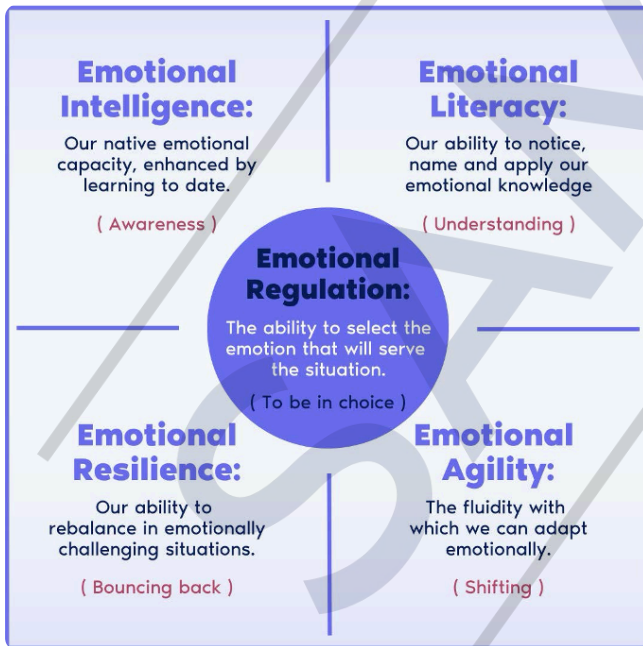 Emotional
Intelligence:
Our native emotional
capacity, enhanced by
learning to date.
( Awareness )
Emotional
Literacy:
Our ability to notice,
name and apply our
emotional knowledge
( Understanding )
Emotional
Regulation:
The ability to select the
emotion that will serve
the situation.
( To be in choice )
Emotional
Resilience:
Our ability to
rebalance in emotionally
challenging situations.
( Bouncing back )
Emotional
Agility:
The fluidity with
which we can adapt
emotionally.
( Shifting )